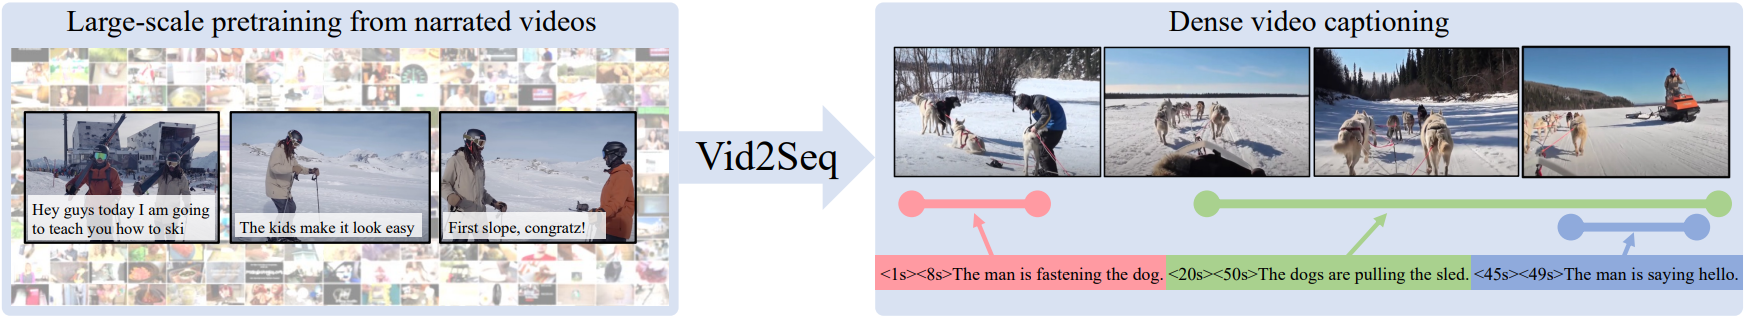 Large-scale pretraining from narrated videos
Hey guys today I am going
to teach you how to ski
The kids make it look easy
First slope, congratz!
Vid2Seq
Dense video captioning
<1s><8s>The man is fastening the dog.
<20s><50s>The dogs are pulling the sled.
<45s><49s>The man is saying hello.